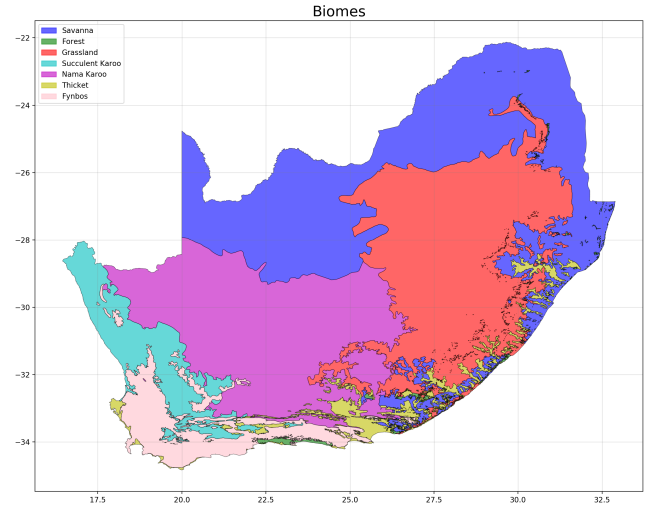 Biomes
Savanna
Forest
Grassland
Succulent Karoo
Nama Karoo
Thicket
Fynbos
−22
−24
−26
−28
−30
−32
−34
17.5 20.0 22.5 25.0 27.5 30.0 32.5